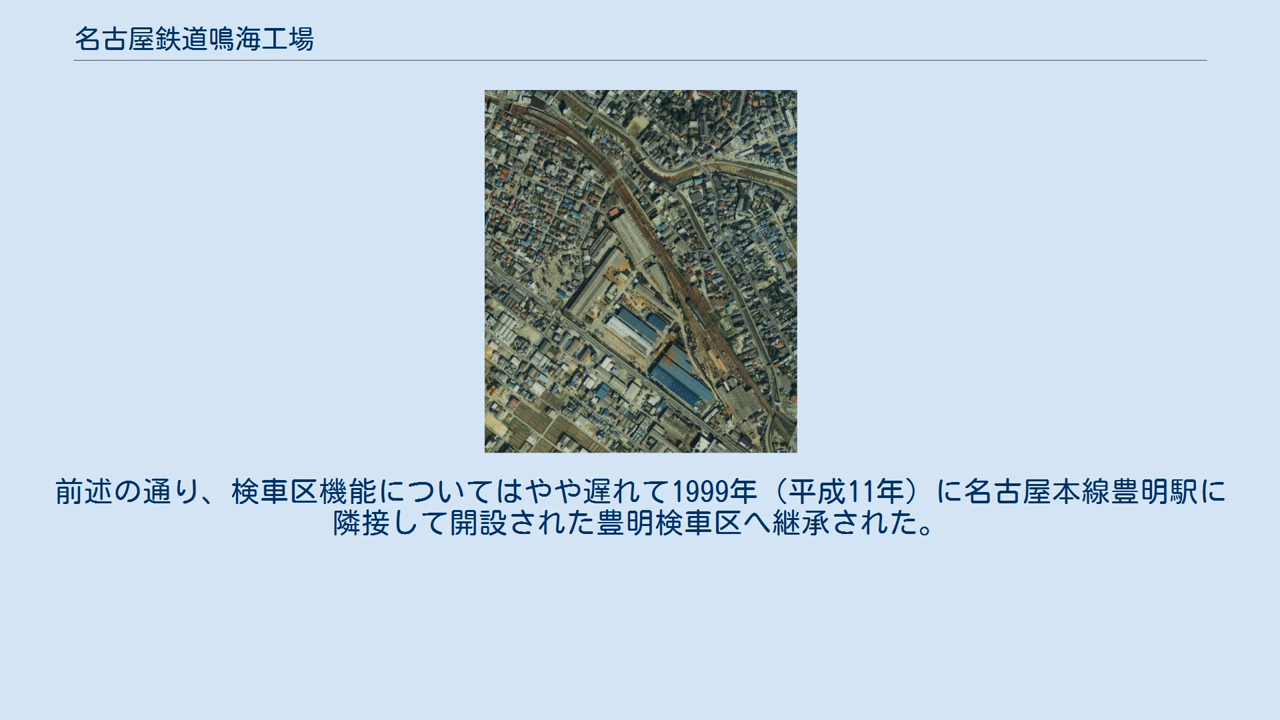 名古屋鉄道鳴海工場
前述の通り、検車区機能についてはやや遅れて1999年（平成11年）に名古屋本線豊明駅に
隣接して開設された豊明検車区へ継承された。